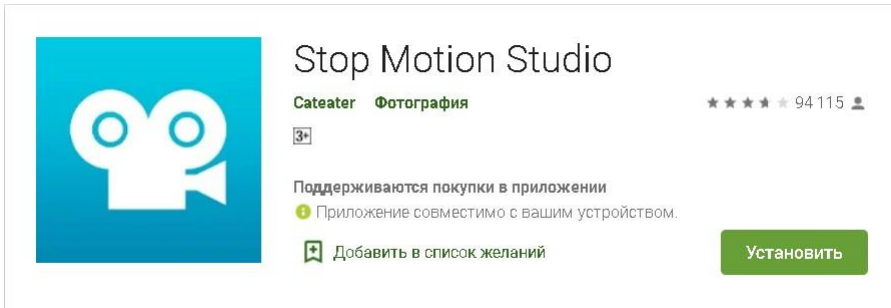 Stop Motion Studio
Cateater Фотография
94 115
3+
Поддерживаются покупки в приложении
Приложение совместимо с вашим устройством.
Добавить в список желаний
Установить